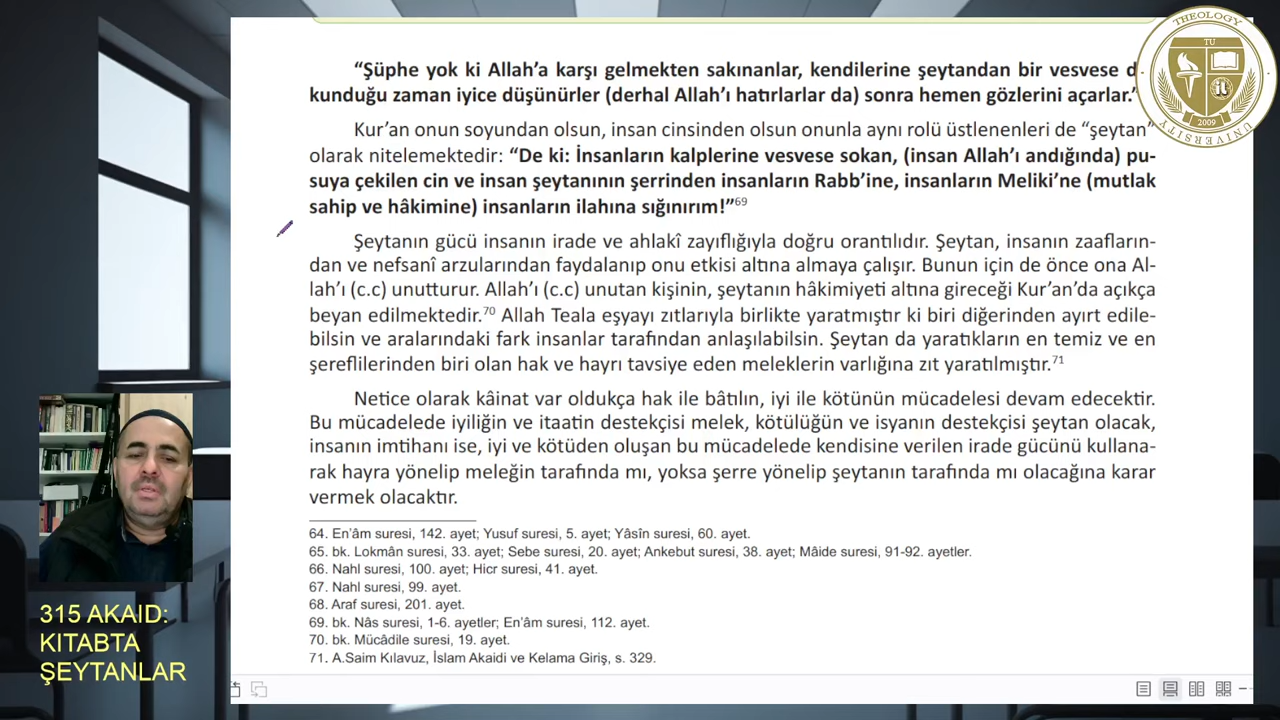 “Şüphe yok ki Allah’a karşı gelmekten sakınanlar, kendilerine şeytandan bir vesvese
kunduğu zaman iyice düşünürler (derhal Allah’ı hatırlarlar da) sonra hemen gözlerini açarlar.”
Kur’an onun soyundan olsun, insan cinsinden olsun onunla aynı rolü üstlenenleri de “şeytan”
olarak nitelemektedir: “De ki: İnsanların kalplerine vesvese sokan, (insan Allah’ı andığında) pu-
suya çekilen cin ve insan şeytanının şerrinden insanların Rabb’ine, insanların Meliki’ne (mutlak
sahip ve hâkimine) insanların ilahına sığınırım!”69
Şeytanın gücü insanın irade ve ahlakî zayıflığıyla doğru orantılıdır. Şeytan, insanın zaafların-
dan ve nefsanî arzularından faydalanıp onu etkisi altına almaya çalışır. Bunun için de önce ona Al-
lah’ı (c.c) unutturur. Allah’ı (c.c) unutan kişinin, şeytanın hâkimiyeti altına gireceği Kur’an’da açıkça
beyan edilmektedir.70 Allah Teala eşyayı zıtlarıyla birlikte yaratmıştır ki biri diğerinden ayırt edile-
bilsin ve aralarındaki fark insanlar tarafından anlaşılabilsin. Şeytan da yaratıkların en temiz ve en
şereflilerinden biri olan hak ve hayrı tavsiye eden meleklerin varlığına zıt yaratılmıştır.71
Netice olarak kâinat var oldukça hak ile bâtılın, iyi ile kötünün mücadelesi devam edecektir.
Bu mücadelede iyiliğin ve itaatin destekçisi melek, kötülüğün ve isyanın destekçisi şeytan olacak,
insanın imtihanı ise, iyi ve kötüden oluşan bu mücadelede kendisine verilen irade gücünü kullana-
rak hayra yönelip meleğin tarafında mı, yoksa şerre yönelip şeytanın tarafında mı olacağına karar
vermek olacaktır.
64. En’âm suresi, 142. ayet; Yusuf suresi, 5. ayet; Yâsîn suresi, 60. ayet.
65. bk. Lokmân suresi, 33. ayet; Sebe suresi, 20. ayet; Ankebut suresi, 38. ayet; Mâide suresi, 91-92. ayetler.
66. Nahl suresi, 100. ayet; Hicr suresi, 41. ayet.
67. Nahl suresi, 99. ayet.
68. Araf suresi, 201. ayet.
69. bk. Nâs suresi, 1-6. ayetler; En’âm suresi, 112. ayet.
70. bk. Mücâdile suresi, 19. ayet.
71. A.Saim Kılavuz, İslam Akaidi ve Kelama Giriş, s. 329.
THEOLOGY
TU
it
2009
UNIVERSITY
315 AKAID:
KITABTA
ŞEYTANLAR